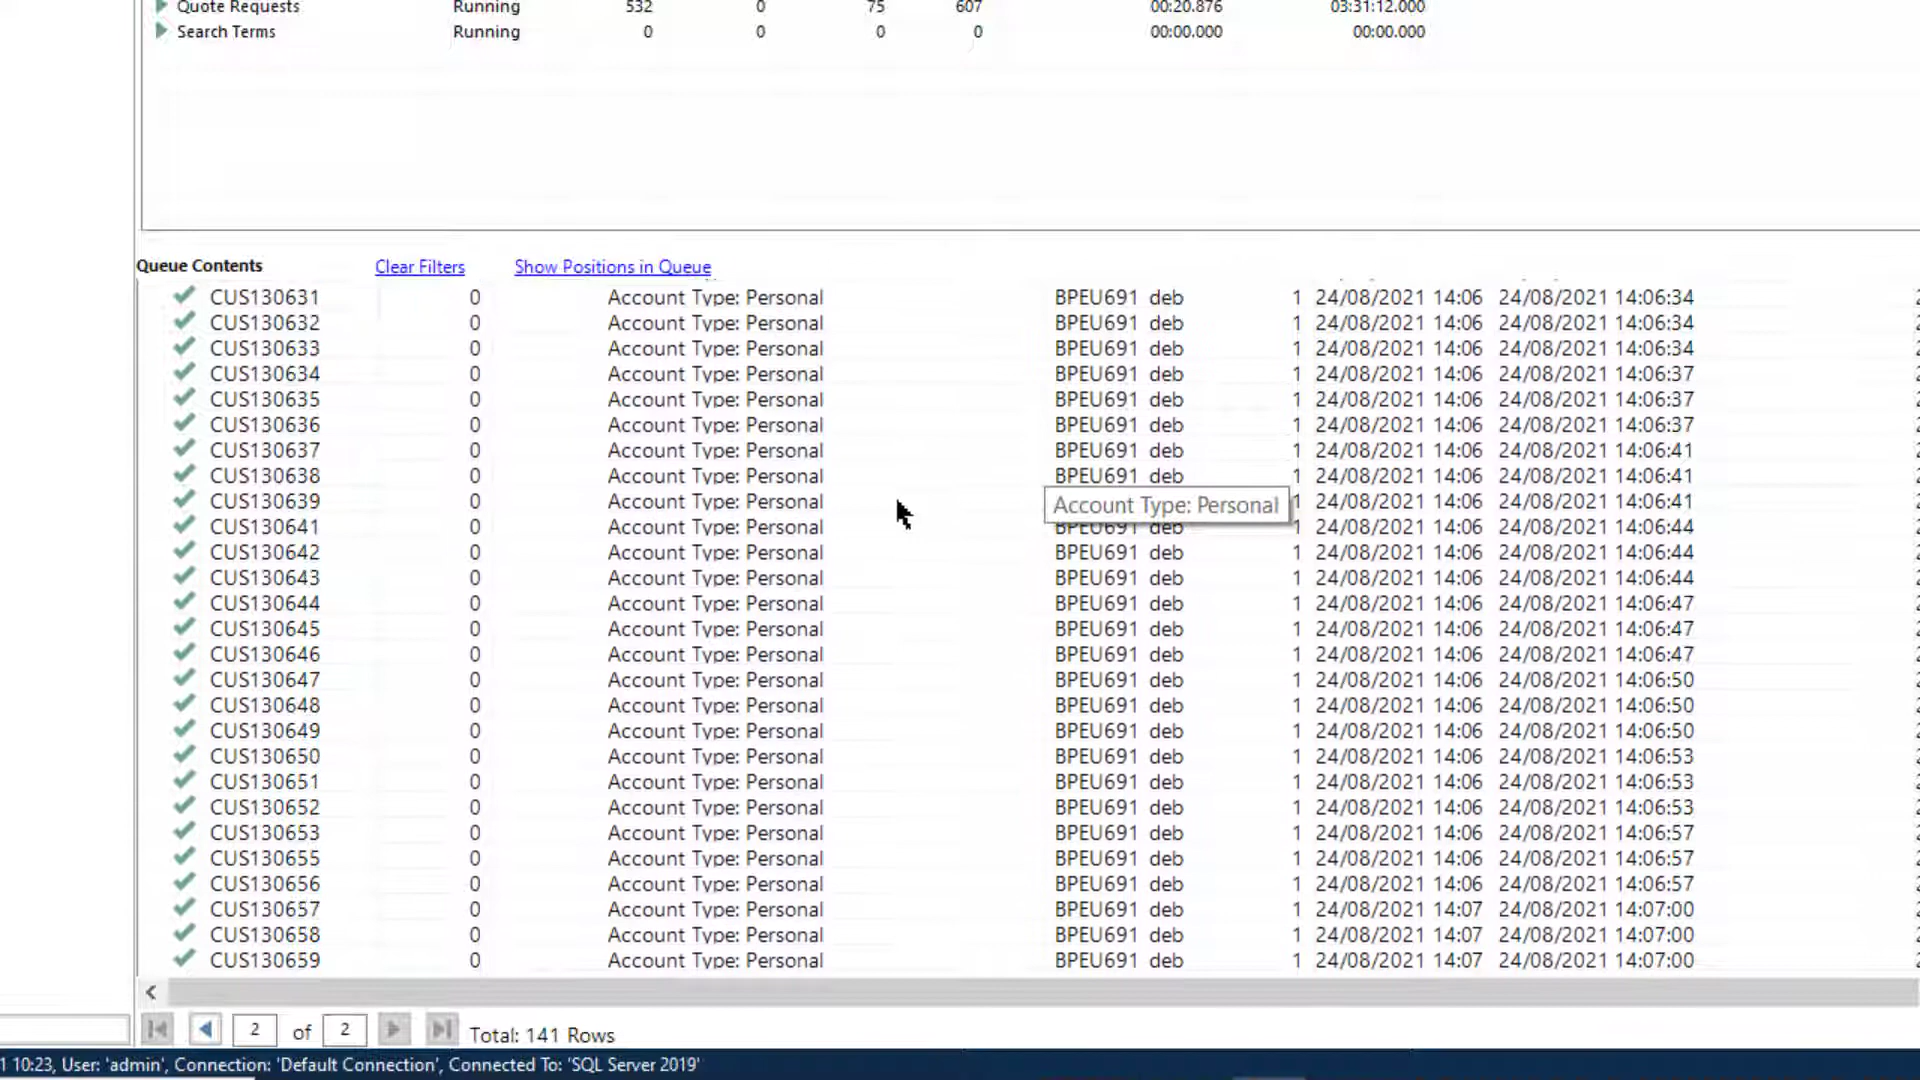 Quote Requests Running 532 0 75 607 00:20.876 03:31:12.000
Search Terms Running 0 0 0 0 00:00.000 00:00.000
Queue Contents Clear Filters Show Positions in Queue
CUS130631 0 Account Type: Personal BPEU691 deb 1 24/08/2021 14:06 24/08/2021 14:06:34
CUS130632 0 Account Type: Personal BPEU691 deb 1 24/08/2021 14:06 24/08/2021 14:06:34
CUS130633 0 Account Type: Personal BPEU691 deb 1 24/08/2021 14:06 24/08/2021 14:06:34
CUS130634 0 Account Type: Personal BPEU691 deb 1 24/08/2021 14:06 24/08/2021 14:06:37
CUS130635 0 Account Type: Personal BPEU691 deb 1 24/08/2021 14:06 24/08/2021 14:06:37
CUS130636 0 Account Type: Personal BPEU691 deb 1 24/08/2021 14:06 24/08/2021 14:06:37
CUS130637 0 Account Type: Personal BPEU691 deb 1 24/08/2021 14:06 24/08/2021 14:06:41
CUS130638 0 Account Type: Personal BPEU691 deb 1 24/08/2021 14:06 24/08/2021 14:06:41
CUS130639 0 Account Type: Personal Account Type: Personal 1 24/08/2021 14:06 24/08/2021 14:06:41
CUS130641 0 Account Type: Personal BPEU691 deb 1 24/08/2021 14:06 24/08/2021 14:06:44
CUS130642 0 Account Type: Personal BPEU691 deb 1 24/08/2021 14:06 24/08/2021 14:06:44
CUS130643 0 Account Type: Personal BPEU691 deb 1 24/08/2021 14:06 24/08/2021 14:06:44
CUS130644 0 Account Type: Personal BPEU691 deb 1 24/08/2021 14:06 24/08/2021 14:06:47
CUS130645 0 Account Type: Personal BPEU691 deb 1 24/08/2021 14:06 24/08/2021 14:06:47
CUS130646 0 Account Type: Personal BPEU691 deb 1 24/08/2021 14:06 24/08/2021 14:06:47
CUS130647 0 Account Type: Personal BPEU691 deb 1 24/08/2021 14:06 24/08/2021 14:06:50
CUS130648 0 Account Type: Personal BPEU691 deb 1 24/08/2021 14:06 24/08/2021 14:06:50
CUS130649 0 Account Type: Personal BPEU691 deb 1 24/08/2021 14:06 24/08/2021 14:06:50
CUS130650 0 Account Type: Personal BPEU691 deb 1 24/08/2021 14:06 24/08/2021 14:06:53
CUS130651 0 Account Type: Personal BPEU691 deb 1 24/08/2021 14:06 24/08/2021 14:06:53
CUS130652 0 Account Type: Personal BPEU691 deb 1 24/08/2021 14:06 24/08/2021 14:06:53
CUS130653 0 Account Type: Personal BPEU691 deb 1 24/08/2021 14:06 24/08/2021 14:06:57
CUS130655 0 Account Type: Personal BPEU691 deb 1 24/08/2021 14:06 24/08/2021 14:06:57
CUS130656 0 Account Type: Personal BPEU691 deb 1 24/08/2021 14:06 24/08/2021 14:06:57
CUS130657 0 Account Type: Personal BPEU691 deb 1 24/08/2021 14:07 24/08/2021 14:07:00
CUS130658 0 Account Type: Personal BPEU691 deb 1 24/08/2021 14:07 24/08/2021 14:07:00
CUS130659 0 Account Type: Personal BPEU691 deb 1 24/08/2021 14:07 24/08/2021 14:07:00
2 of 2 Total: 141 Rows
1 10:23, User: 'admin', Connection: 'Default Connection', Connected To: 'SQL Server 2019'